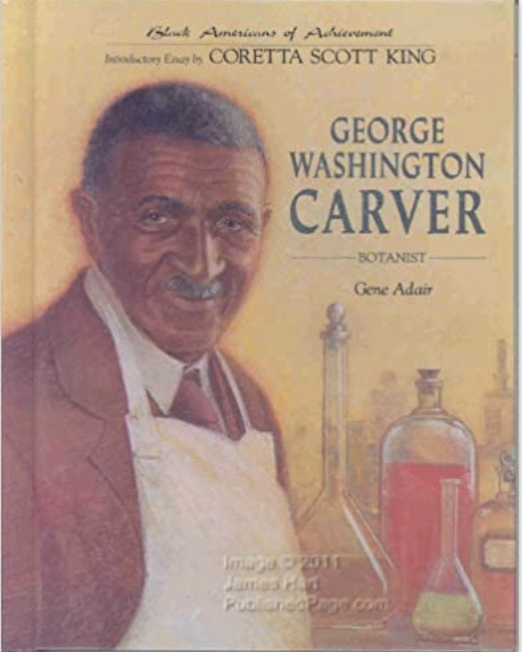 Black Americans of Achievement
Introductory Essay by CORETTA SCOTT KING
GEORGE
WASHINGTON
CARVER
BOTANIST
Gene Adair
Image © 2011
James Hart
PublishedPage.com